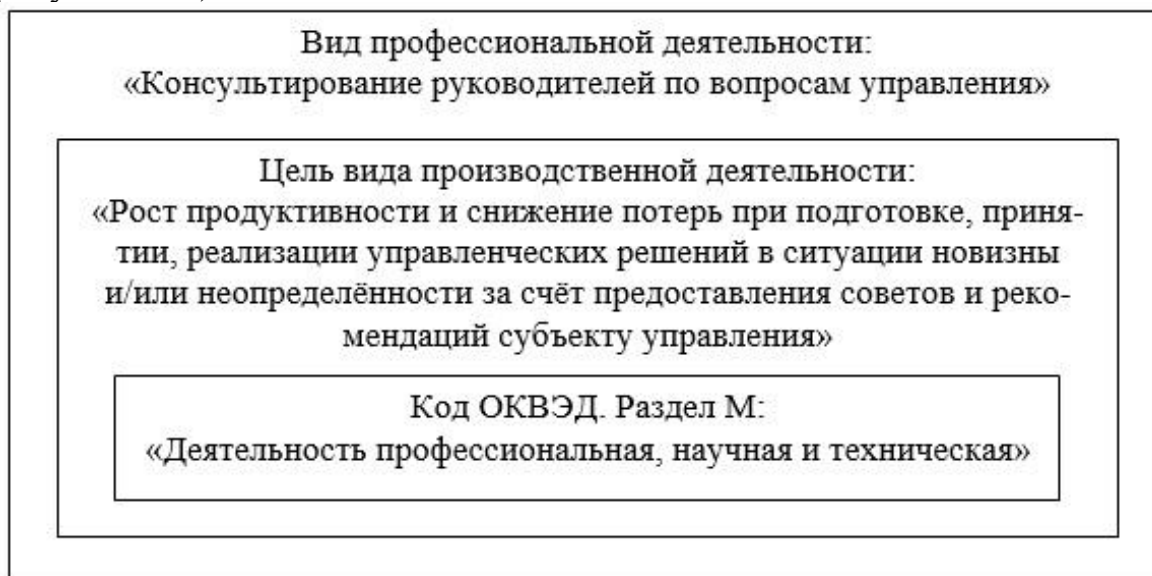 Вид профессиональной деятельности:
«Консультирование руководителей по вопросам управления»
Цель вида производственной деятельности:
«Рост продуктивности и снижение потерь при подготовке, приня-
тии, реализации управленческих решений в ситуации новизны
и/или неопределённости за счёт предоставления советов и реко-
мендаций субъекту управления»
Код ОКВЭД. Раздел М:
«Деятельность профессиональная, научная и техническая»